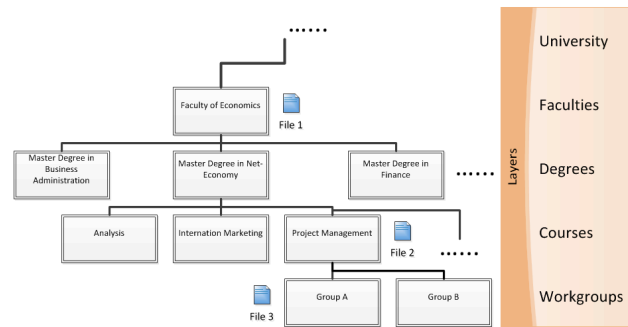 ......
University
Faculty of Economics
File 1
Faculties
Master Degree in
Business
Administration
Master Degree in Net-
Economy
Master Degree in
Finance
......
Degrees
Layers
Analysis
Internation Marketing
Project Management
File 2
......
Courses
File 3
Group A
Group B
Workgroups